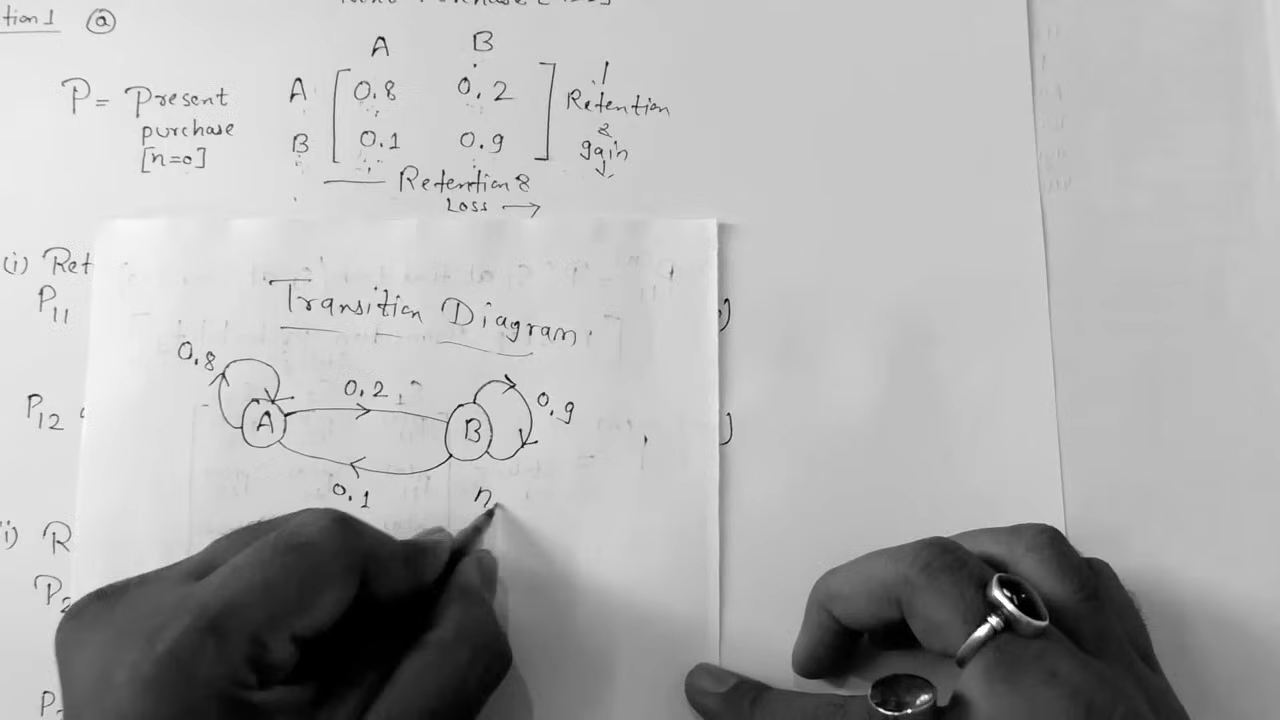 tion 1 ⓐ
A B
P = Present A [ 0.8 0.2 ] Retention
purchase B [ 0.1 0.9 ] & gain ↓
[n=0]
Retention &
Loss →
(i) Ret
P11
P12
R
Transition Diagram
0.8 0.2 0.9
A B
0.1 n